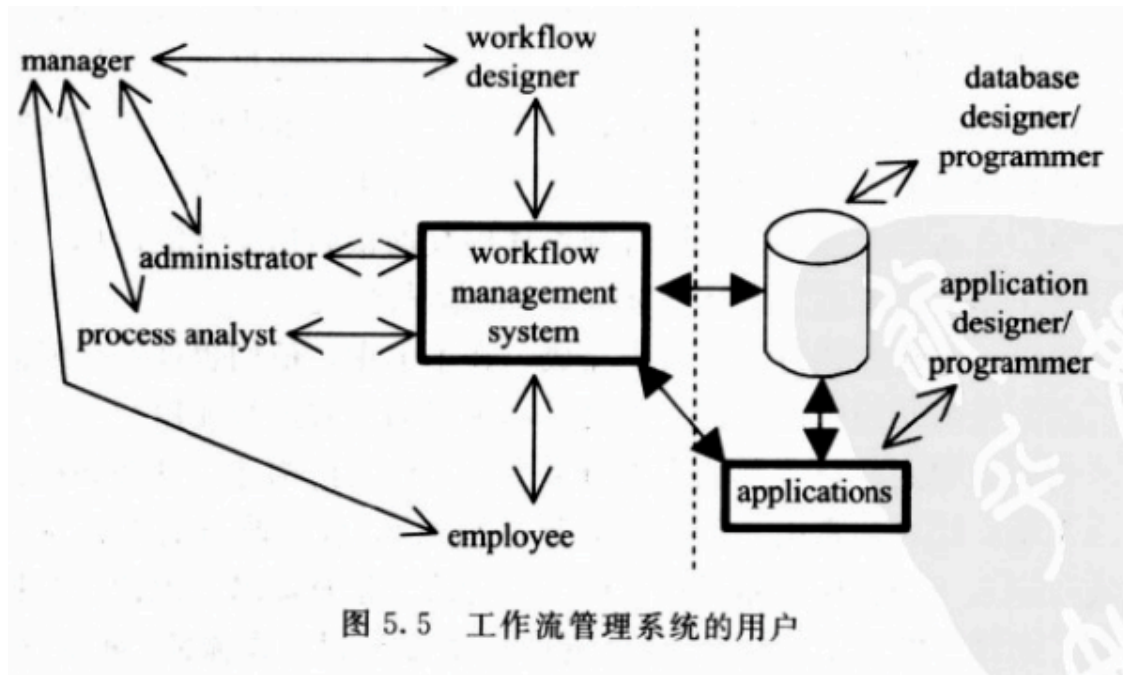 manager
workflow
designer
database
designer/
programmer
administrator
workflow
management
system
process analyst
application
designer/
programmer
applications
employee
图 5.5 工作流管理系统的用户